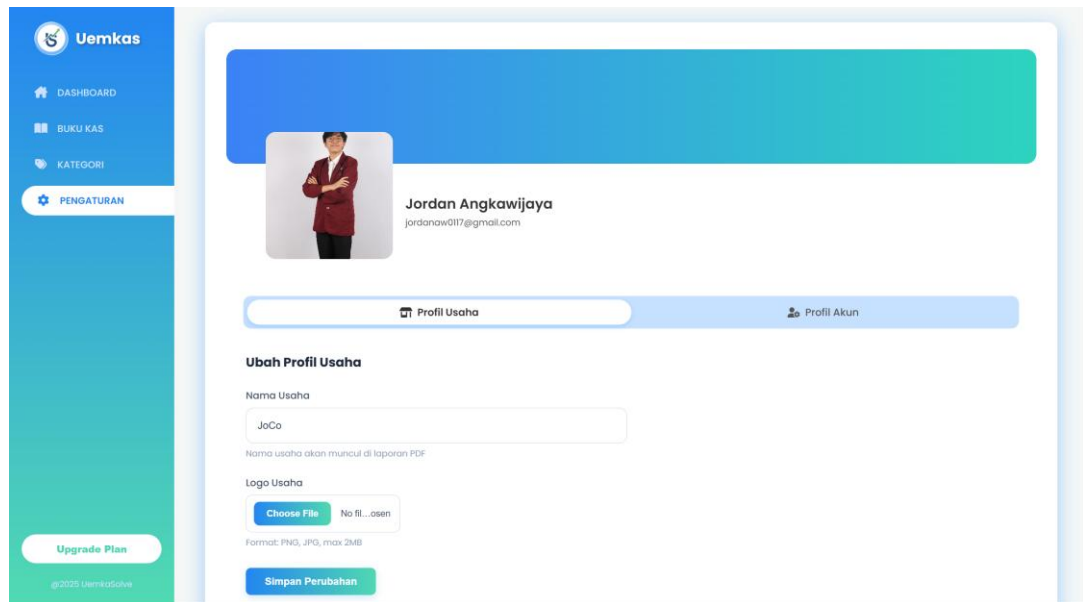 Uemkas
DASHBOARD
BUKU KAS
KATEGORI
PENGATURAN
Upgrade Plan
@2025 UemkaSolve
Jordan Angkawijaya
jordanaw0117@gmail.com
Profil Usaha
Profil Akun
Ubah Profil Usaha
Nama Usaha
JoCo
Nama usaha akan muncul di laporan PDF
Logo Usaha
Choose File No fil...osen
Format: PNG, JPG, max 2MB
Simpan Perubahan